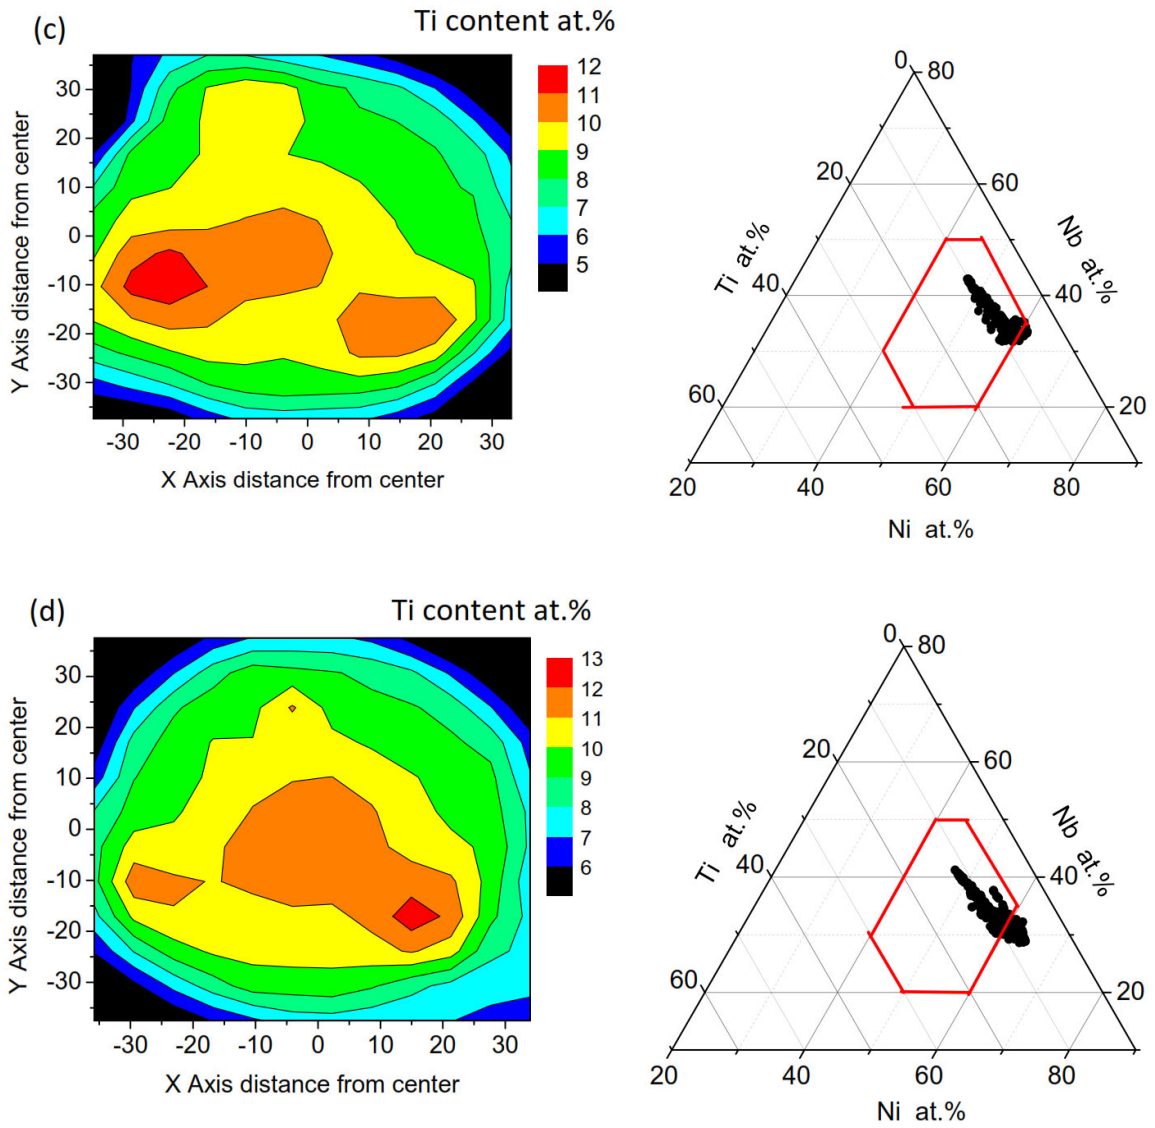 (c)
Ti content at.%
12
11
10
9
8
7
6
5
30
20
10
0
-10
-20
-30
Y Axis distance from center
-30 -20 -10 0 10 20 30
X Axis distance from center
0 80
20 60
Ti at.% Nb at.%
40 40
60 20
20 40 60 80
Ni at.%
(d)
Ti content at.%
13
12
11
10
9
8
7
6
30
20
10
0
-10
-20
-30
Y Axis distance from center
-30 -20 -10 0 10 20 30
X Axis distance from center
0 80
20 60
Ti at.% Nb at.%
40 40
60 20
20 40 60 80
Ni at.%